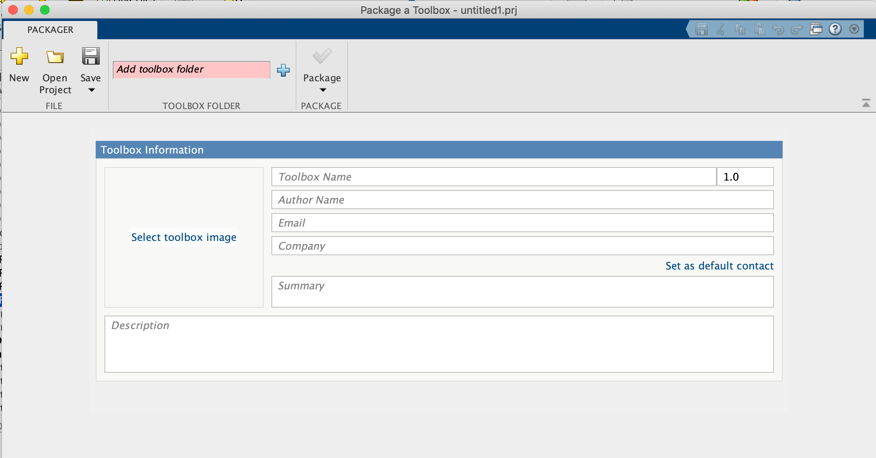 Package a Toolbox - untitled1.prj
PACKAGER
New
Open
Project
Save
Add toolbox folder
Package
FILE
TOOLBOX FOLDER
PACKAGE
Toolbox Information
Select toolbox image
Toolbox Name
1.0
Author Name
Email
Company
Set as default contact
Summary
Description